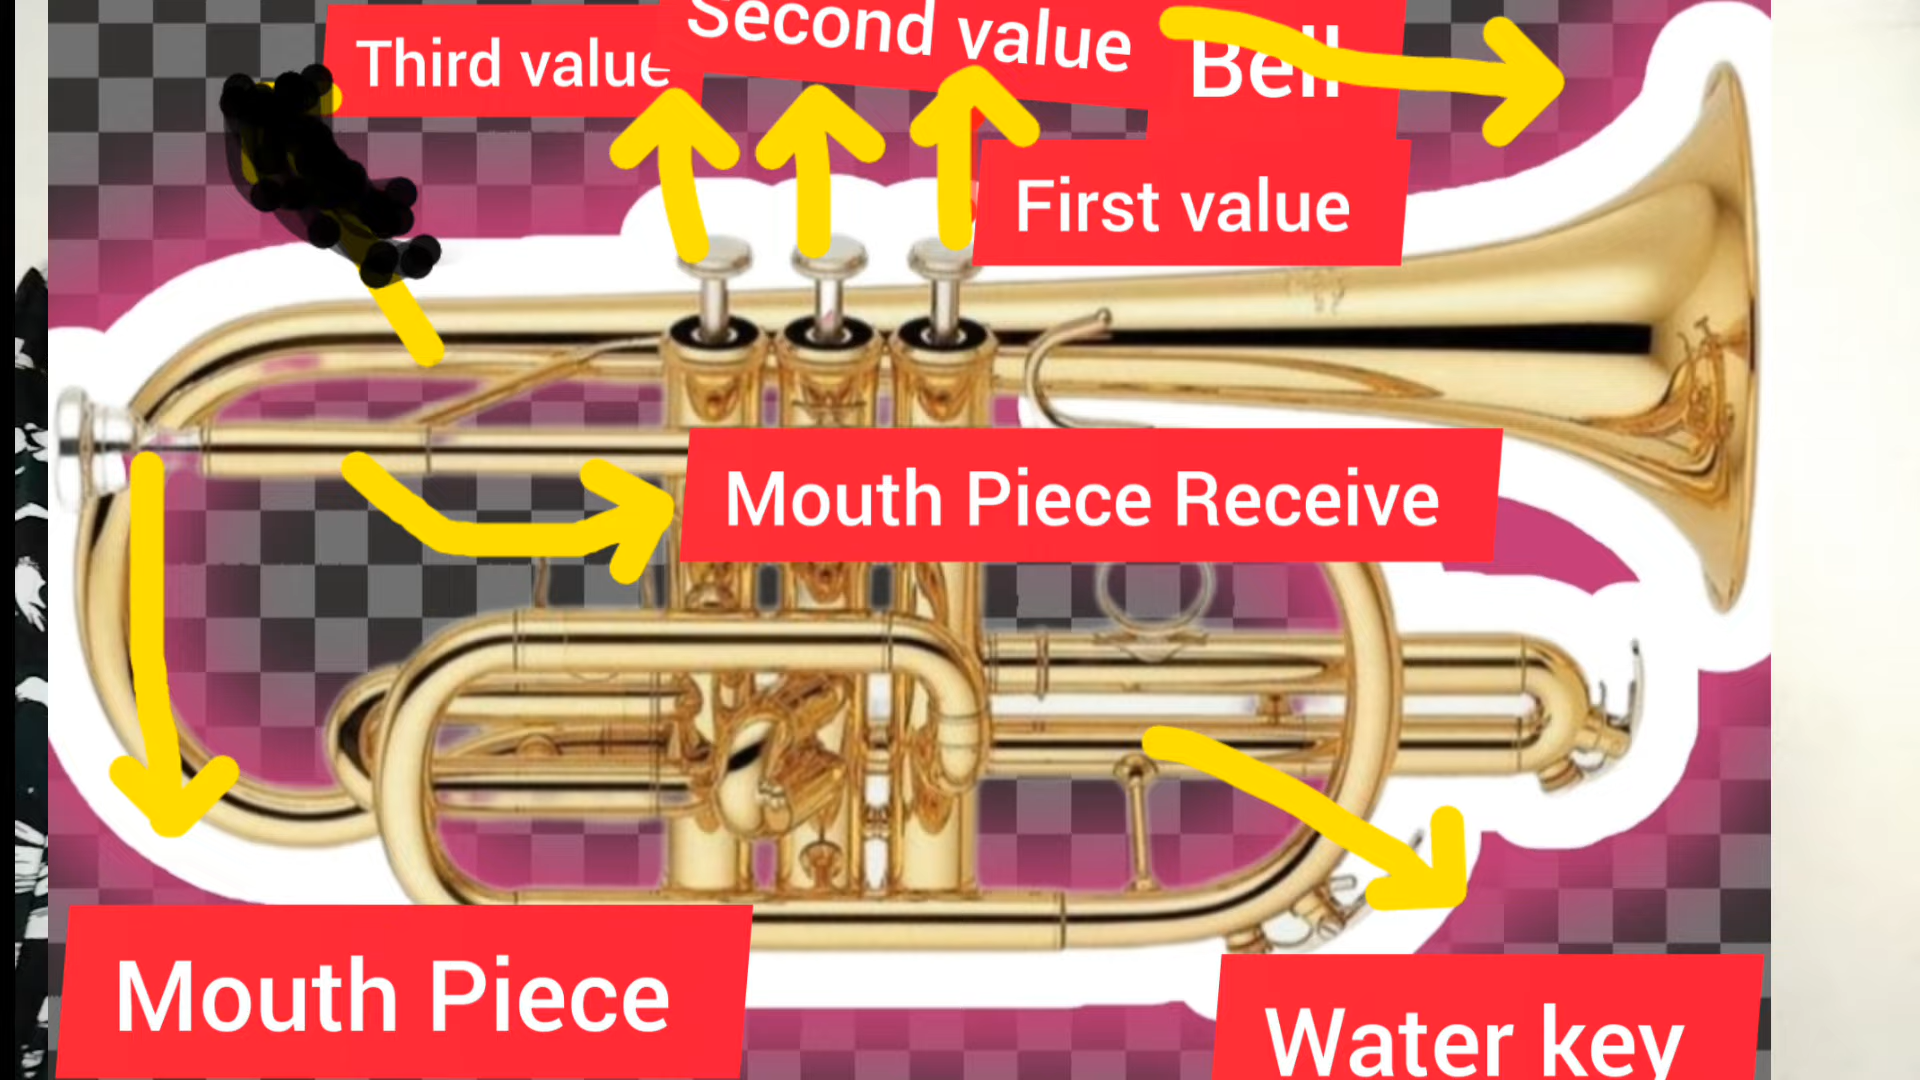 Second value
Third value
Bell
First value
Mouth Piece Receive
Mouth Piece
Water key